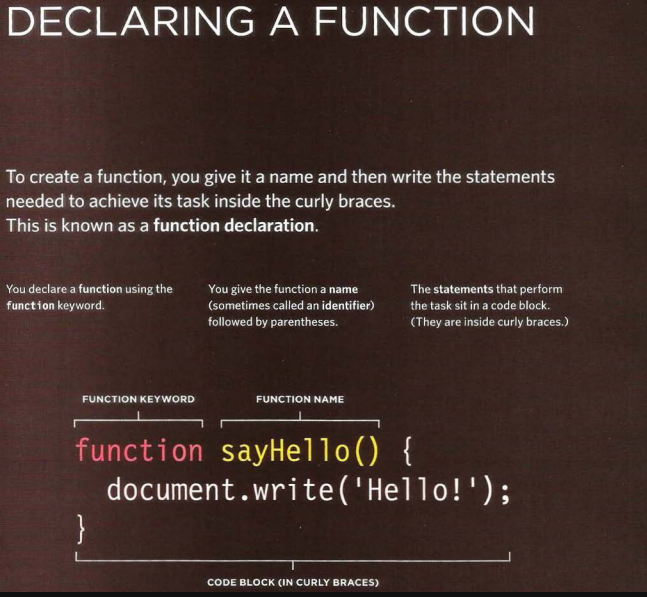 DECLARING A FUNCTION
To create a function, you give it a name and then write the statements
needed to achieve its task inside the curly braces.
This is known as a function declaration.
You declare a function using the
function keyword.
You give the function a name
(sometimes called an identifier)
followed by parentheses.
The statements that perform
the task sit in a code block.
(They are inside curly braces.)
FUNCTION KEYWORD
FUNCTION NAME
function sayHello() {
document.write('Hello!');
}
CODE BLOCK (IN CURLY BRACES)